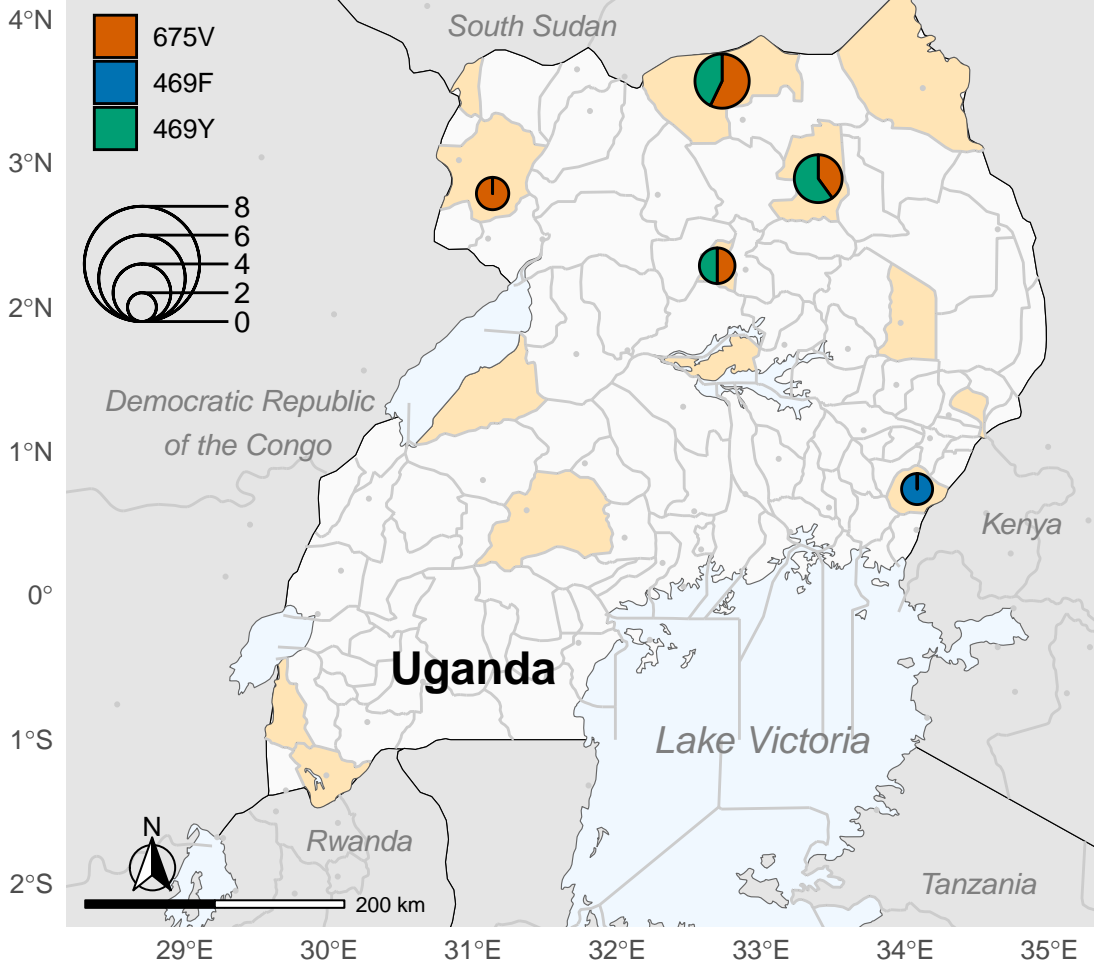 4°N
3°N
2°N
1°N
0°
1°S
2°S
675V
469F
469Y
8
6
4
2
0
South Sudan
Democratic Republic
of the Congo
Kenya
Uganda
Lake Victoria
Rwanda
Tanzania
N
200 km
29°E
30°E
31°E
32°E
33°E
34°E
35°E